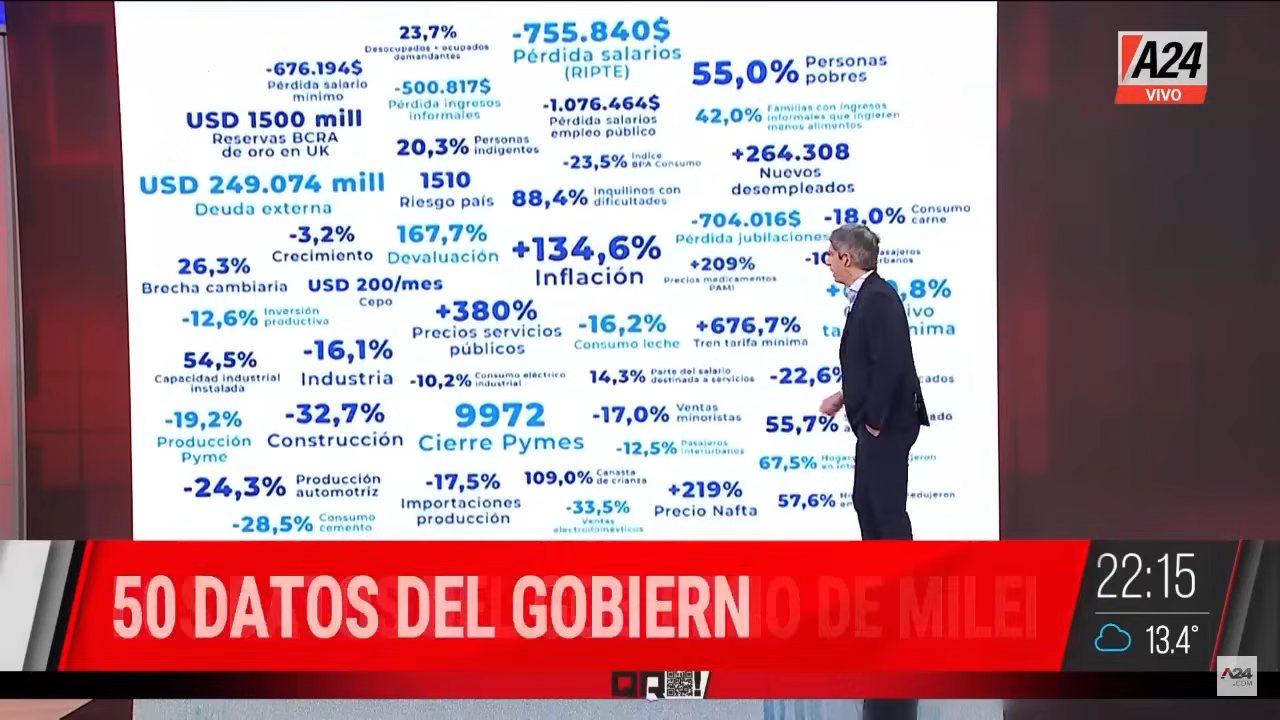 23,7%
Desocupados + ocupados
demandantes
-755.840$
Pérdida salarios
(RIPTE)
-676.194$
Pérdida salario
mínimo
-500.817$
Pérdida ingresos
informales
-1.076.464$
Pérdida salarios
empleo público
55,0% Personas
pobres
42,0% Familias con ingresos
informales que ingieren
menos alimentos
USD 1500 mill
Reservas BCRA
de oro en UK
20,3% Personas
indigentes
-23,5% Indice
BPA Consumo
+264.308
Nuevos
desempleados
USD 249.074 mill
Deuda externa
1510
Riesgo país
88,4% Inquilinos con
dificultades
-704.016$
Pérdida jubilaciones
-18,0% Consumo
carne
-3,2%
Crecimiento
167,7%
Devaluación
+134,6%
Inflación
+209%
Precios medicamentos
PAMI
26,3%
Brecha cambiaria
USD 200/mes
Cepo
-12,6% Inversión
productiva
+380%
Precios servicios
públicos
-16,2%
Consumo leche
+676,7%
Tren tarifa mínima
54,5%
Capacidad industrial
instalada
-16,1%
Industria
-10,2% Consumo eléctrico
industrial
14,3% Parte del salario
destinada a servicios
-22,6%
-19,2%
Producción
Pyme
-32,7%
Construcción
9972
Cierre Pymes
-17,0% Ventas
minoristas
55,7%
-12,5% Pasajeros
interurbanos
67,5%
-24,3% Producción
automotriz
-17,5%
Importaciones
producción
109,0% Canasta
de crianza
+219%
Precio Nafta
57,6%
-28,5% Consumo
cemento
-33,5%
Ventas
electrodomésticos
A24
VIVO
50 DATOS DEL GOBIERNO DE MILEI
22:15
13.4°
QR!
A24
.COM